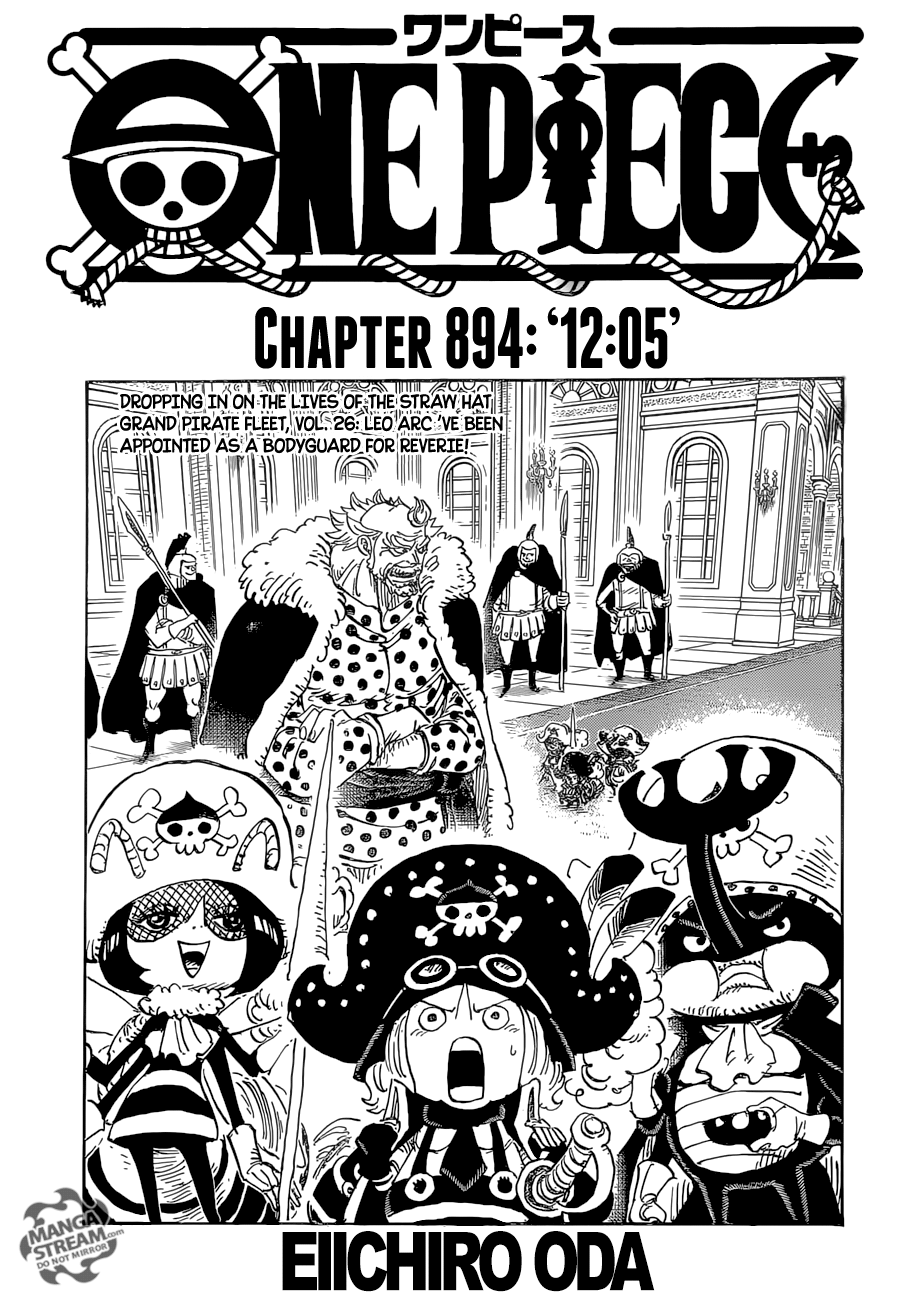 ワンピース
ONE PIECE
CHAPTER 894: ‘12:05’
DROPPING IN ON THE LIVES OF THE STRAW HAT
GRAND PIRATE FLEET, VOL. 26: LEO ARC 'VE BEEN
APPOINTED AS A BODYGUARD FOR REVERIE!
MANGA
STREAM.com
DO NOT MIRROR
EIICHIRO ODA